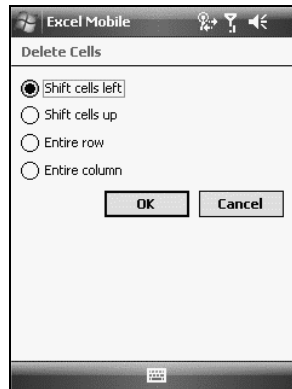 Excel Mobile
Delete Cells
Shift cells left
Shift cells up
Entire row
Entire column
OK Cancel